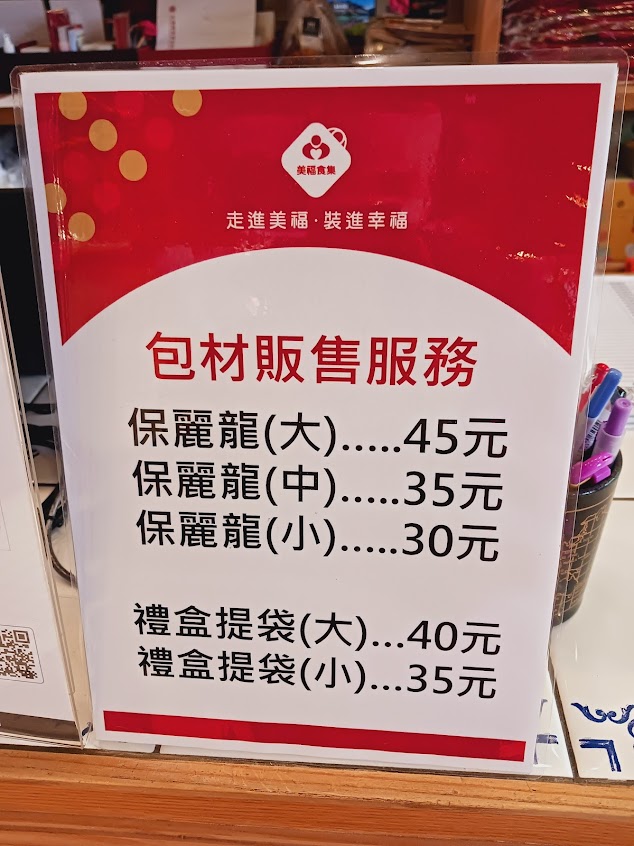 美福食集
走進美福·裝進幸福
包材販售服務
保麗龍(大).....45元
保麗龍(中).....35元
保麗龍(小).....30元
禮盒提袋(大)...40元
禮盒提袋(小)...35元